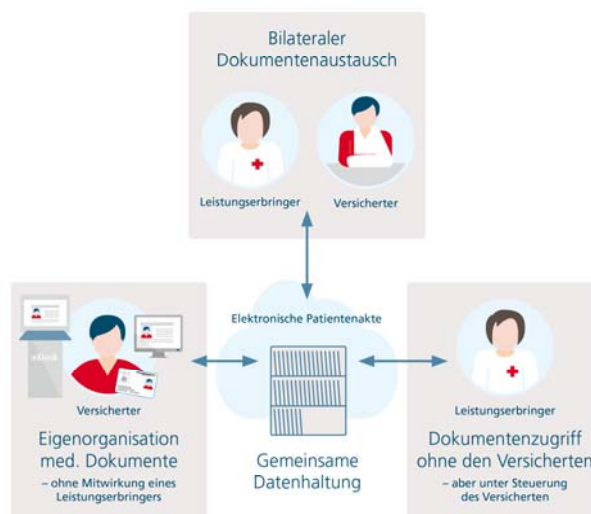 Bilateraler
Dokumentenaustausch
Leistungserbringer
Versicherter
Elektronische Patientenakte
Versicherter
Eigenorganisation
med. Dokumente
– ohne Mitwirkung eines
Leistungserbringers
Gemeinsame
Datenhaltung
Leistungserbringer
Dokumentenzugriff
ohne den Versicherten
– aber unter Steuerung
des Versicherten